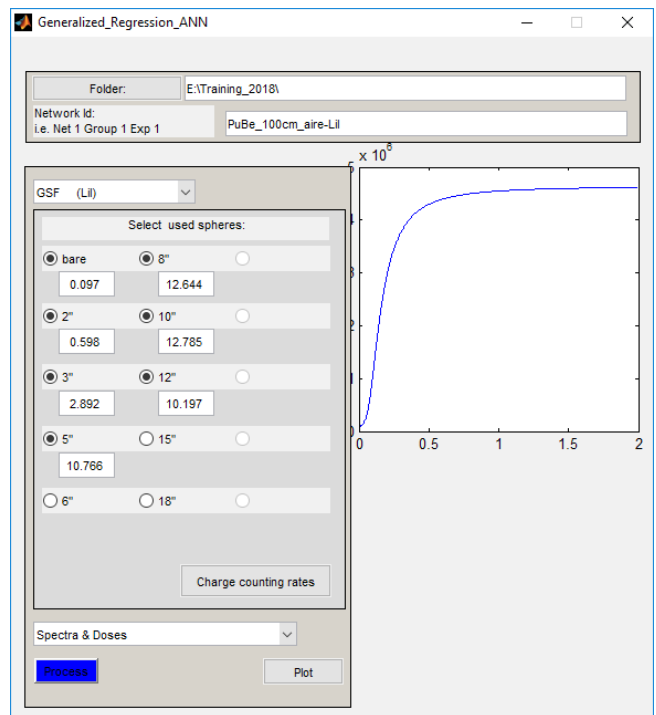 Generalized_Regression_ANN
Folder:
E:\Training_2018\
Network Id:
i.e. Net 1 Group 1 Exp 1
PuBe_100cm_aire-LiI
GSF (LiI)
Select used spheres:
bare 8"
0.097 12.644
2" 10"
0.598 12.785
3" 12"
2.892 10.197
5" 15"
10.766
6" 18"
Charge counting rates
Spectra & Doses
Process
Plot
x 10^6
0 0.5 1 1.5 2